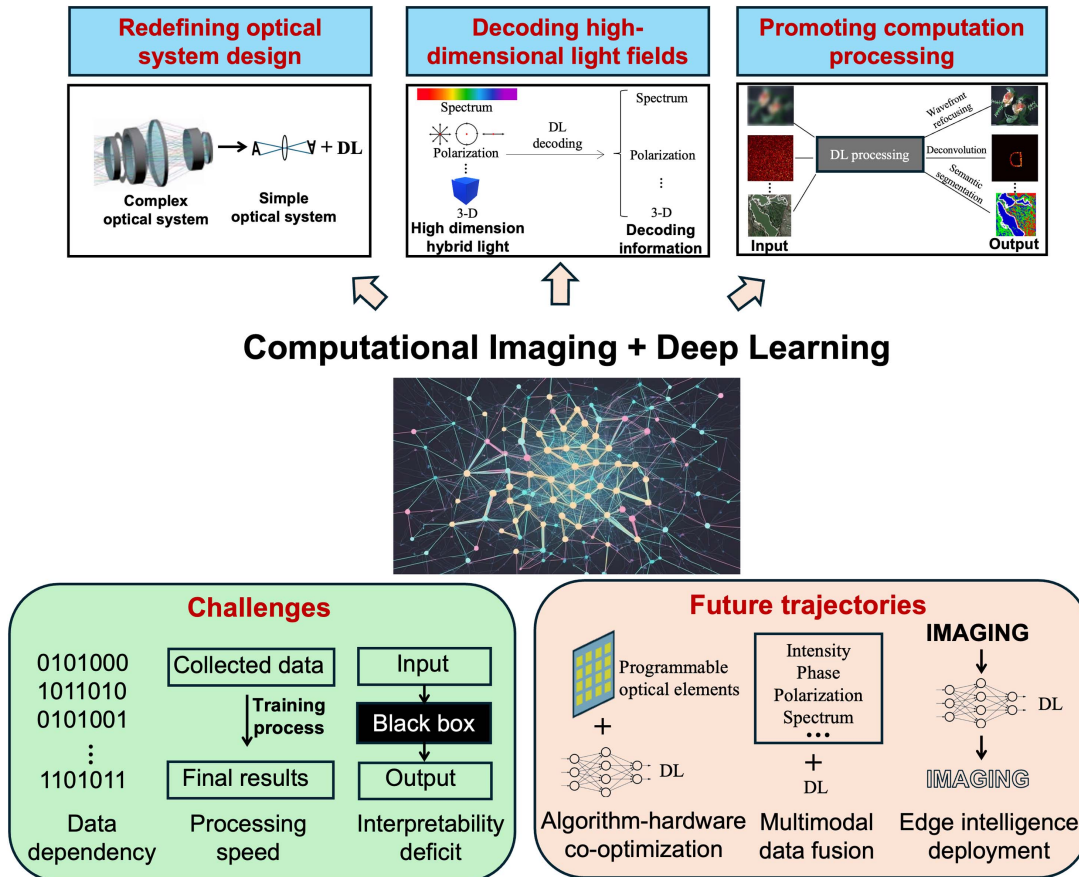 Redefining optical
system design
Decoding high-
dimensional light fields
Promoting computation
processing
A
A + DL
Complex
optical system
Simple
optical system
Spectrum
Polarization
3-D
High dimension
hybrid light
DL
decoding
Spectrum
Polarization
3-D
Decoding
information
DL processing
Wavefront
refocusing
Deconvolution
Semantic
segmentation
Input
Output
Computational Imaging + Deep Learning
Challenges
0101000
1011010
0101001
1101011
Data
dependency
Collected data
Training
process
Final results
Processing
speed
Input
Black box
Output
Interpretability
deficit
Future trajectories
Programmable
optical elements
+
DL
Algorithm-hardware
co-optimization
Intensity
Phase
Polarization
Spectrum
•••
+
DL
Multimodal
data fusion
IMAGING
DL
IMAGING
Edge intelligence
deployment